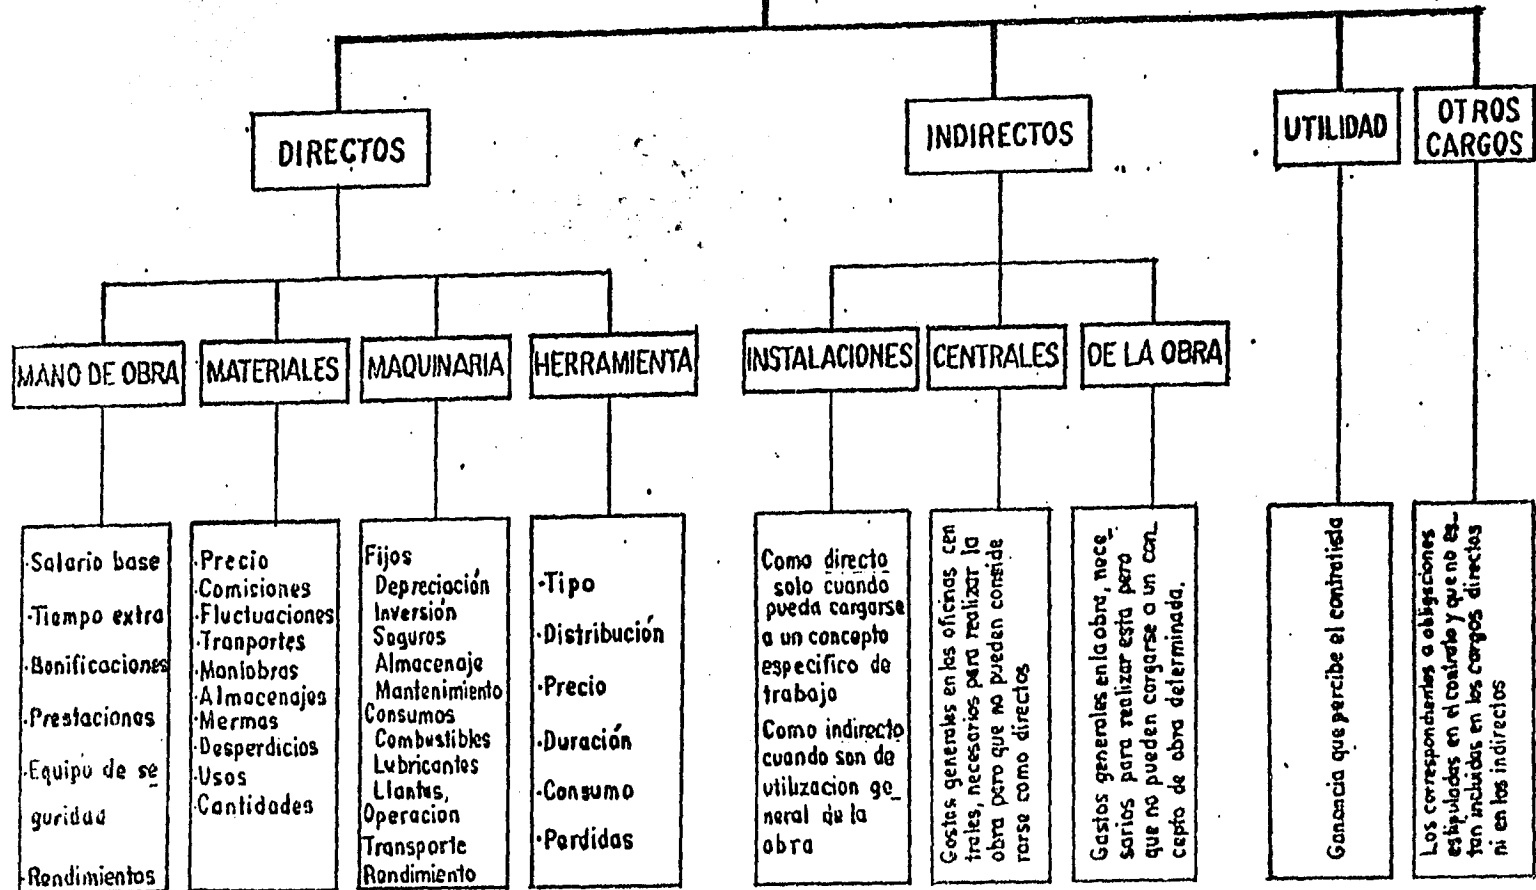 DIRECTOS
INDIRECTOS
UTILIDAD
OTROS
CARGOS
MANO DE OBRA
MATERIALES
MAQUINARIA
HERRAMIENTA
INSTALACIONES
CENTRALES
DE LA OBRA
·Salario base
·Tiempo extra
·Bonificaciones
·Prestaciones
·Equipo de se
guridad
·Rendimientos
·Precio
·Comiciones
·Fluctuaciones
·Tranportes
·Maniobras
·Almacenajes
·Mermas
·Desperdicios
·Usos
·Cantidades
Fijos
Depreciación
Inversión
Seguros
Almacenaje
Mantenimiento
Consumos
Combustibles
Lubricantes
Llantas,
Operacion
Transporte
Rendimiento
·Tipo
·Distribución
·Precio
·Duración
·Consumo
·Perdidas
Como directo
solo cuando
pueda cargarse
a un concepto
especifico de
trabajo
Como indirecto
cuando son de
utilizacion ge_
neral de la
obra
Gastos generales en las oficinas cen
trales, necesarios para realizar la
obra pero que no pueden conside
rarse como directos
Gastos generales en la obra, nece_
sarios para realizar esta pero
que no pueden cargarse a un con_
cepto de obra determinada.
Ganancia que percibe el contratista
Los correspondientes a obligaciones
estipuladas en el contrato y que no es_
tan incluidas en los cargos directos
ni en los indirectos